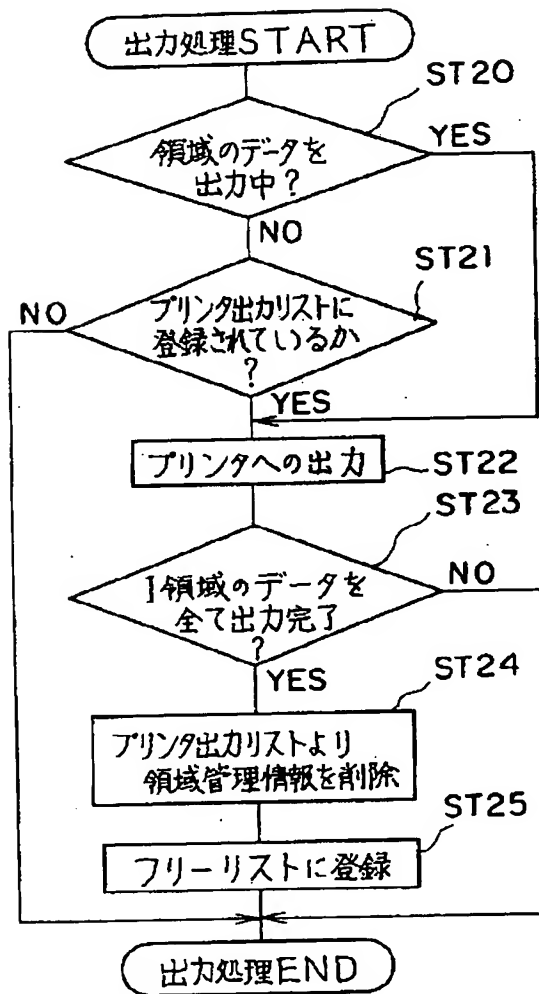 出力処理START
ST20
領域のデータを
出力中?
YES
NO
ST21
プリンタ出力リストに
登録されているか
?
NO
YES
プリンタへの出力
ST22
ST23
1領域のデータを
全て出力完了
?
NO
YES
ST24
プリンタ出力リストより
領域管理情報を削除
ST25
フリーリストに登録
出力処理END